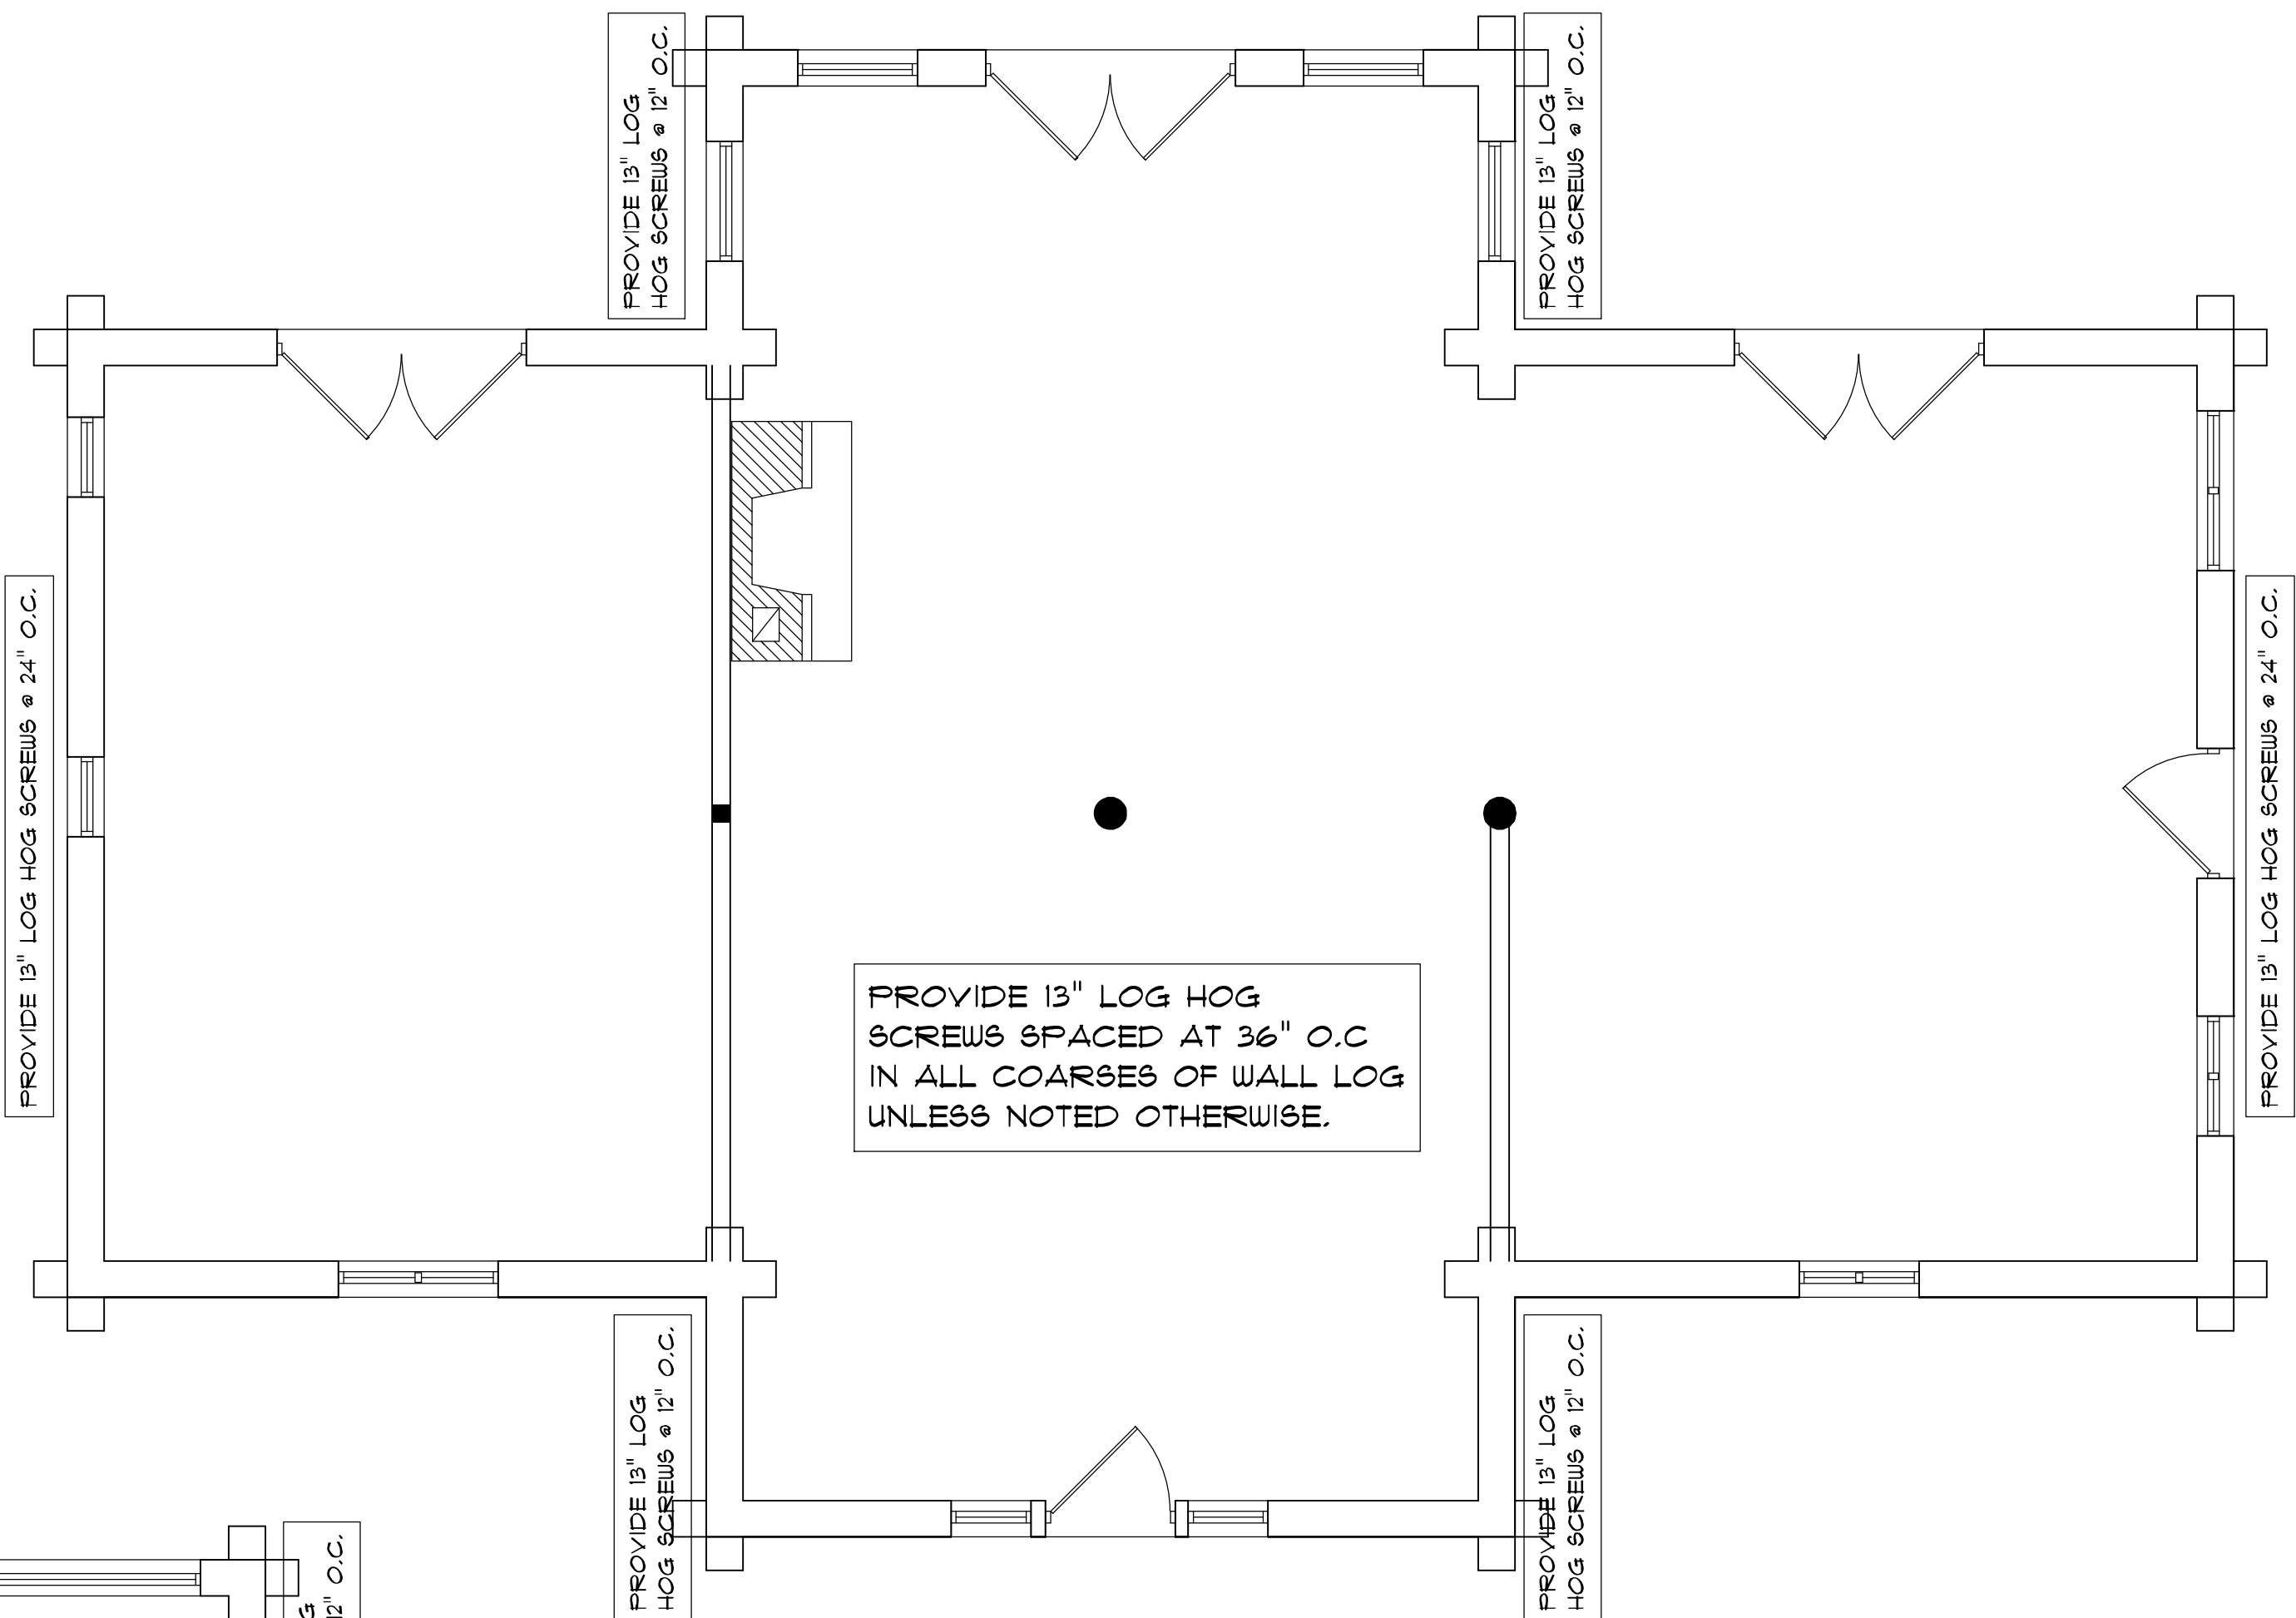 PROVIDE 13" LOG
HOG SCREWS @ 12" O.C.
PROVIDE 13" LOG
HOG SCREWS @ 12" O.C.
PROVIDE 13" LOG HOG SCREWS @ 24" O.C.
PROVIDE 13" LOG HOG SCREWS @ 24" O.C.
PROVIDE 13" LOG HOG
SCREWS SPACED AT 36" O.C
IN ALL COARSES OF WALL LOG
UNLESS NOTED OTHERWISE.
PROVIDE 13" LOG
HOG SCREWS @ 12" O.C.
PROVIDE 13" LOG
HOG SCREWS @ 12" O.C.
12" O.C.